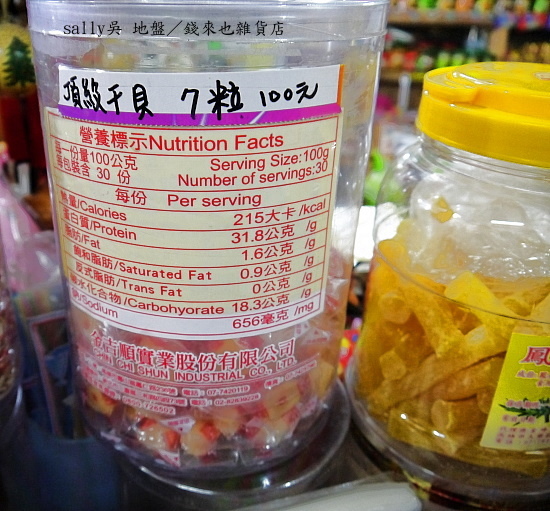 sally吳 地盤／錢來也雜貨店
頂級干貝 7粒 100元
營養標示Nutrition Facts
每一份量100公克 Serving Size:100g
每包裝含 30 份 Number of servings:30
每份 Per serving
熱量/Calories 215大卡/kcal
蛋白質/Protein 31.8公克/g
脂肪/Fat 1.6公克/g
飽和脂肪/Saturated Fat 0.9公克/g
反式脂肪/Trans Fat 0公克/g
碳水化合物/Carbohyorate 18.3公克/g
鈉/Sodium 656毫克/mg
吉順實業股份有限公司
CHI SHUN INDUSTRIAL CO., LTD.
鳳